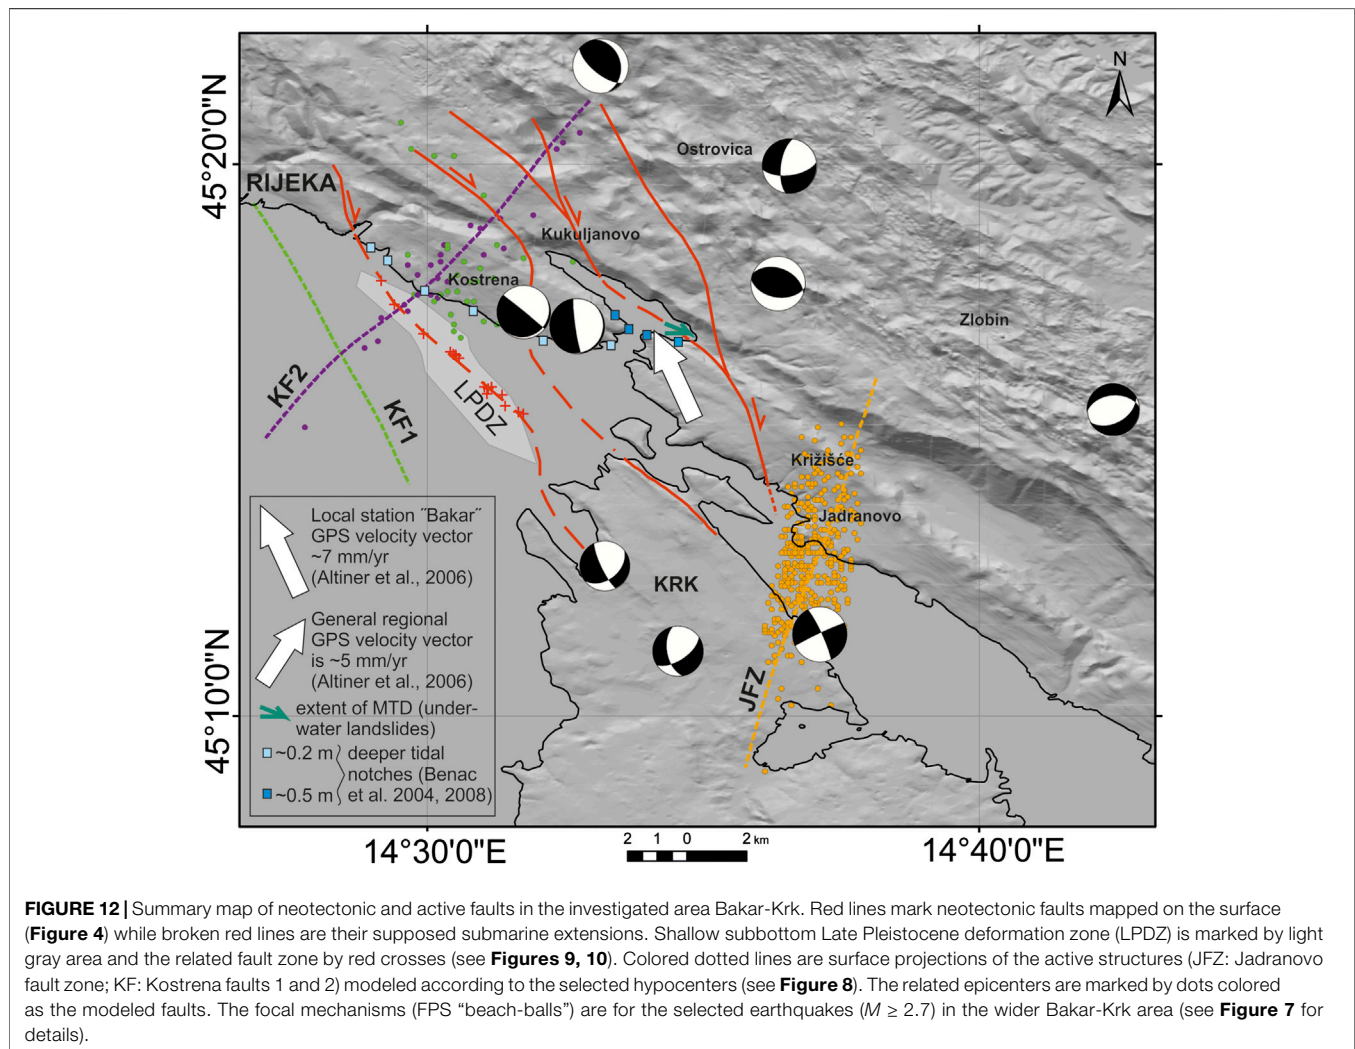 N
Ostrovica
45°20'0"N
RIJEKA
Kukuljanovo
Kostrena
Zlobin
KF2
KF1
LPDZ
Križišće
Jadranovo
KRK
JFZ
45°10'0"N
Local station ˝Bakar˝
GPS velocity vector
~7 mm/yr
(Altiner et al., 2006)
General regional
GPS velocity vector
is ~5 mm/yr
(Altiner et al., 2006)
extent of MTD (under-
water landslides)
~0.2 m deeper tidal
notches (Benac
~0.5 m et al. 2004, 2008)
14°30'0"E
2 1 0 2 km
14°40'0"E
FIGURE 12 | Summary map of neotectonic and active faults in the investigated area Bakar-Krk. Red lines mark neotectonic faults mapped on the surface
(Figure 4) while broken red lines are their supposed submarine extensions. Shallow subbottom Late Pleistocene deformation zone (LPDZ) is marked by light
gray area and the related fault zone by red crosses (see Figures 9, 10). Colored dotted lines are surface projections of the active structures (JFZ: Jadranovo
fault zone; KF: Kostrena faults 1 and 2) modeled according to the selected hypocenters (see Figure 8). The related epicenters are marked by dots colored
as the modeled faults. The focal mechanisms (FPS “beach-balls”) are for the selected earthquakes (M ≥ 2.7) in the wider Bakar-Krk area (see Figure 7 for
details).